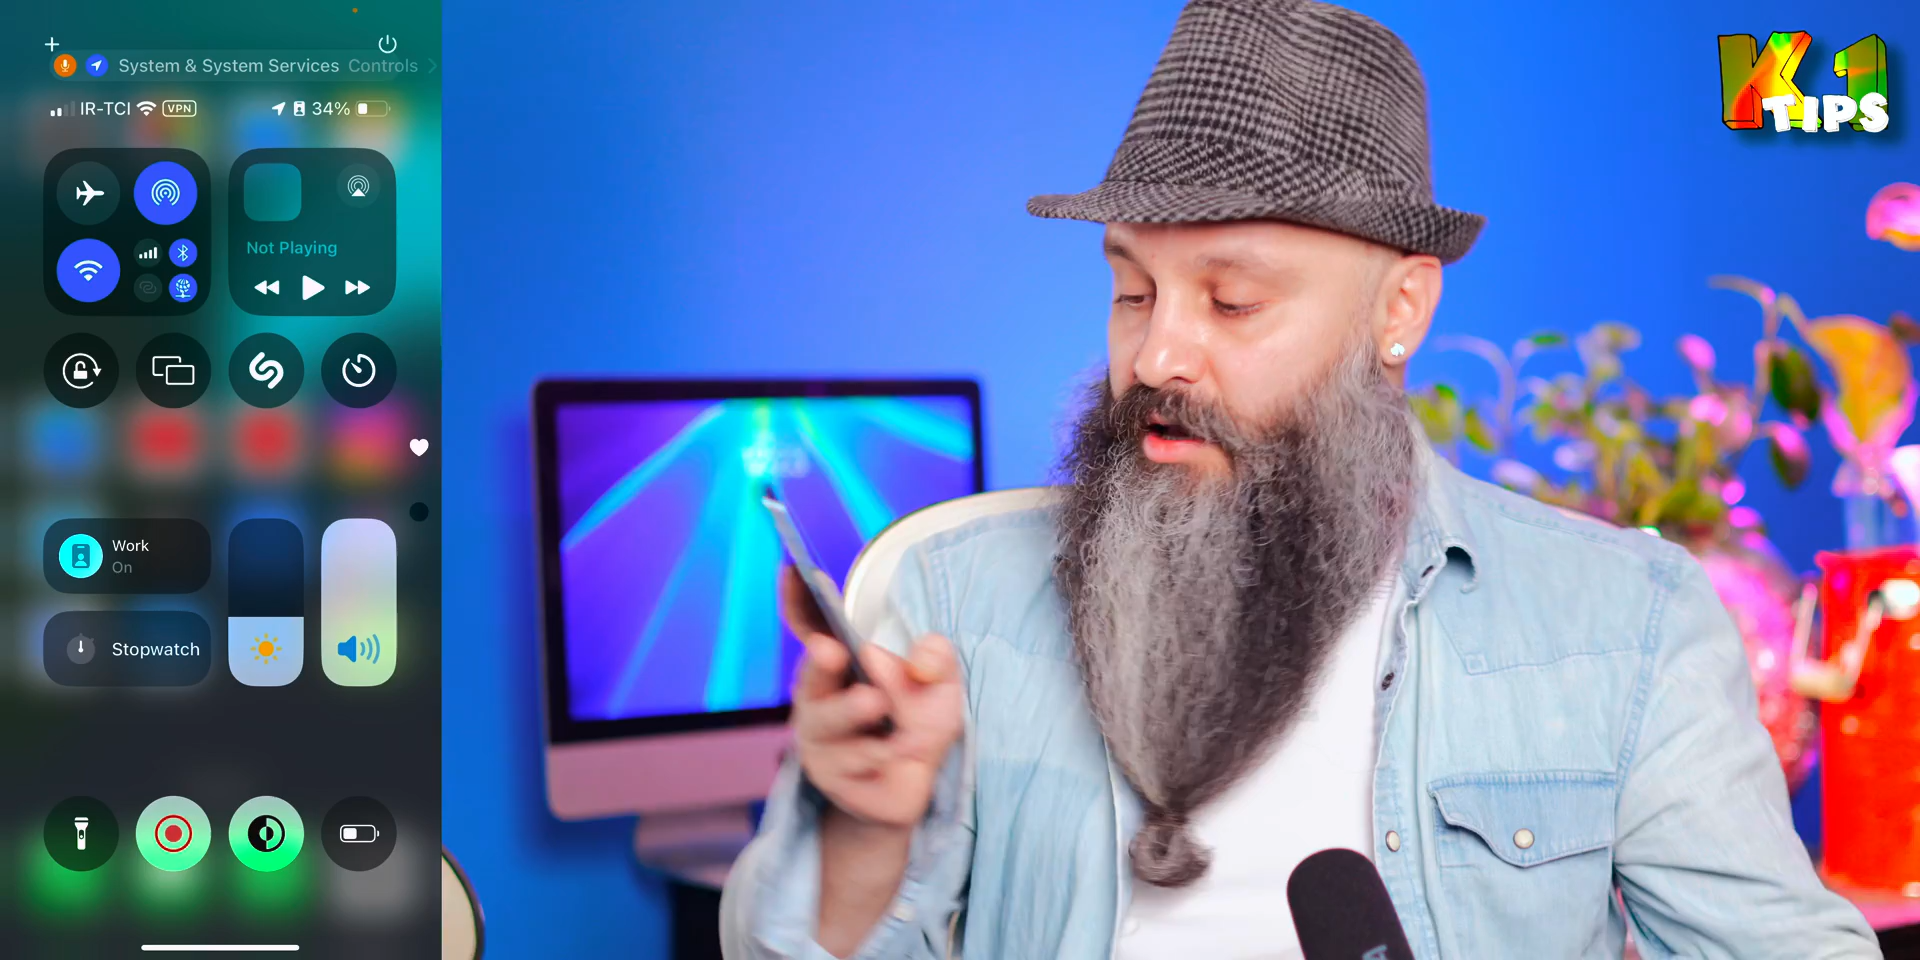 System & System Services Controls
IR-TCI VPN 34%
Not Playing
Work
On
Stopwatch
K1
TIPS